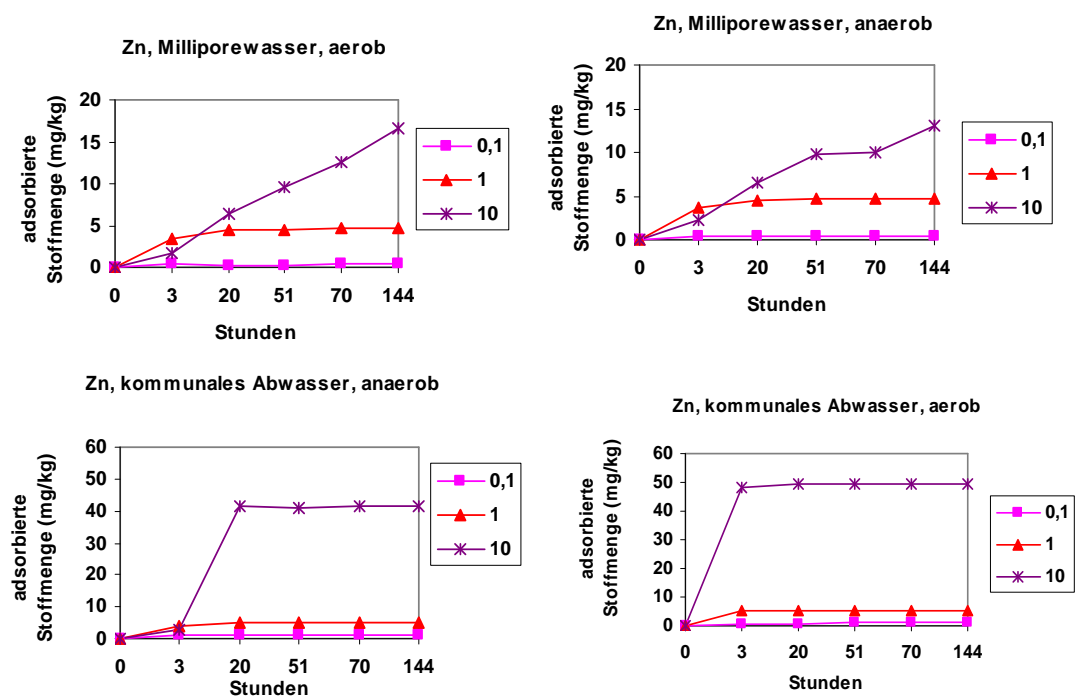 Zn, Milliporewasser, aerob
adsorbierte
Stoffmenge (mg/kg)
20
15
10
5
0
0 3 20 51 70 144
Stunden
0,1
1
10
Zn, Milliporewasser, anaerob
adsorbierte
Stoffmenge (mg/kg)
20
15
10
5
0
0 3 20 51 70 144
Stunden
0,1
1
10
Zn, kommunales Abwasser, anaerob
adsorbierte
Stoffmenge (mg/kg)
60
50
40
30
20
10
0
0 3 20 51 70 144
Stunden
0,1
1
10
Zn, kommunales Abwasser, aerob
adsorbierte
Stoffmenge (mg/kg)
60
50
40
30
20
10
0
0 3 20 51 70 144
Stunden
0,1
1
10